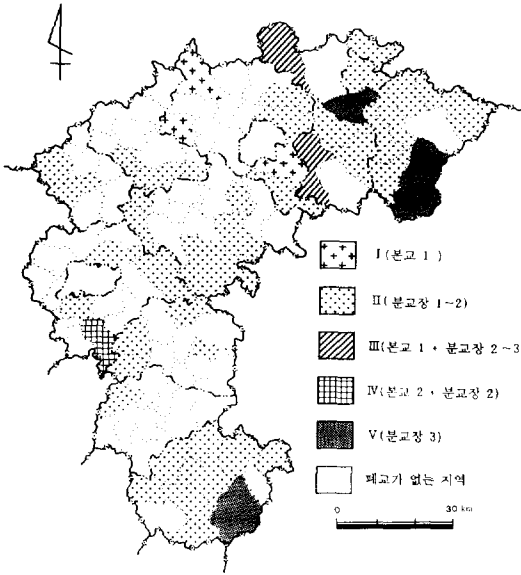 I (본교 1)
II (분교장 1~2)
III(본교 1 + 분교장 2~3
IV(본교 2 + 분교장 2)
V (분교장 3)
폐교가 없는 지역
0 30 km